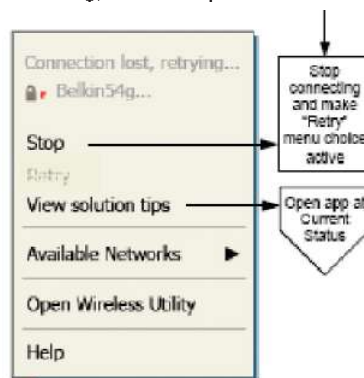 Connection lost, retrying...
Belkin54g...
Stop
Retry
View solution tips
Available Networks
Open Wireless Utility
Help
Stop
connecting
and make
"Retry"
menu choice
active
Open app at
Current
Status